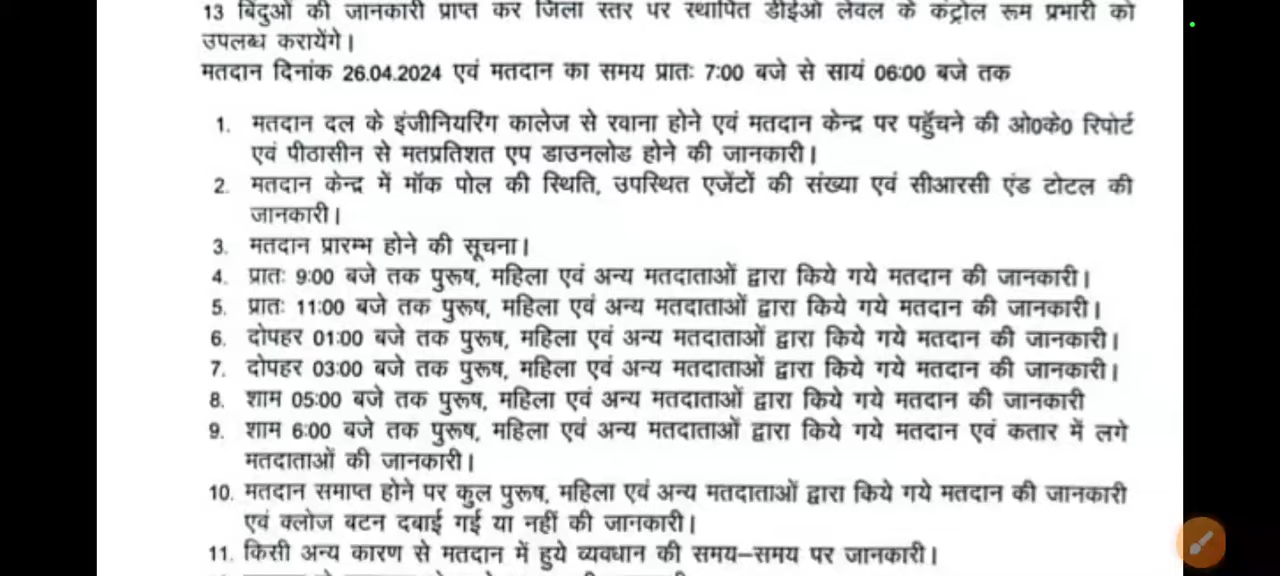 13 बिंदुओं की जानकारी प्राप्त कर जिला स्तर पर स्थापित डीईओ लेवल के कंट्रोल रूम प्रभारी को
उपलब्ध करायेंगे।
मतदान दिनांक 26.04.2024 एवं मतदान का समय प्रातः 7:00 बजे से सायं 06:00 बजे तक
1. मतदान दल के इंजीनियरिंग कालेज से रवाना होने एवं मतदान केन्द्र पर पहुँचने की ओ0के0 रिपोर्ट
एवं पीठासीन से मतप्रतिशत एप डाउनलोड होने की जानकारी।
2. मतदान केन्द्र में मॉक पोल की स्थिति, उपस्थित एजेंटों की संख्या एवं सीआरसी एंड टोटल की
जानकारी।
3. मतदान प्रारम्भ होने की सूचना।
4. प्रातः 9:00 बजे तक पुरूष, महिला एवं अन्य मतदाताओं द्वारा किये गये मतदान की जानकारी।
5. प्रातः 11:00 बजे तक पुरूष, महिला एवं अन्य मतदाताओं द्वारा किये गये मतदान की जानकारी।
6. दोपहर 01:00 बजे तक पुरूष, महिला एवं अन्य मतदाताओं द्वारा किये गये मतदान की जानकारी।
7. दोपहर 03:00 बजे तक पुरूष, महिला एवं अन्य मतदाताओं द्वारा किये गये मतदान की जानकारी।
8. शाम 05:00 बजे तक पुरूष, महिला एवं अन्य मतदाताओं द्वारा किये गये मतदान की जानकारी
9. शाम 6:00 बजे तक पुरूष, महिला एवं अन्य मतदाताओं द्वारा किये गये मतदान एवं कतार में लगे
मतदाताओं की जानकारी।
10. मतदान समाप्त होने पर कुल पुरूष, महिला एवं अन्य मतदाताओं द्वारा किये गये मतदान की जानकारी
एवं क्लोज बटन दबाई गई या नहीं की जानकारी।
11. किसी अन्य कारण से मतदान में हुये व्यवधान की समय–समय पर जानकारी।